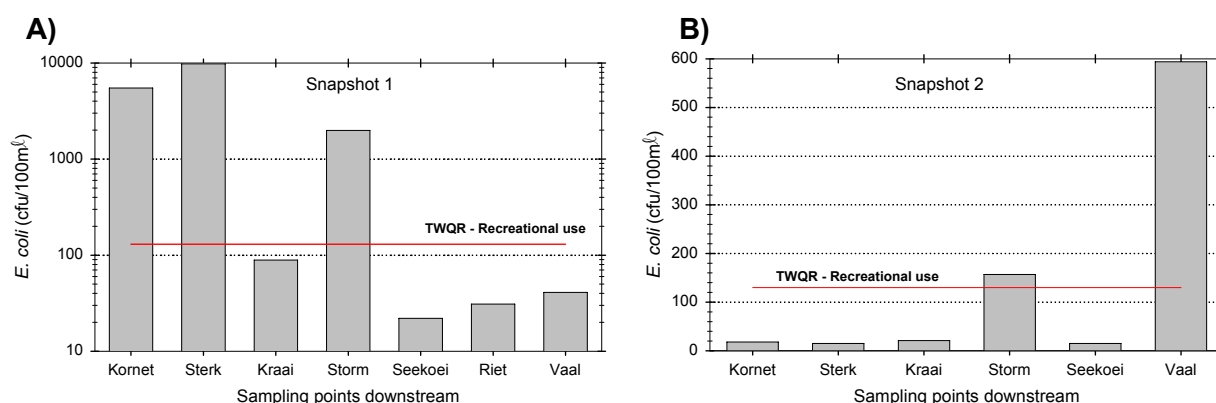 A)
Snapshot 1
10000
1000
100
10
E. coli (cfu/100mℓ)
TWQR - Recreational use
Kornet Sterk Kraai Storm Seekoei Riet Vaal
Sampling points downstream
B)
Snapshot 2
600
500
400
300
200
100
0
E. coli (cfu/100mℓ)
TWQR - Recreational use
Kornet Sterk Kraai Storm Seekoei Vaal
Sampling points downstream